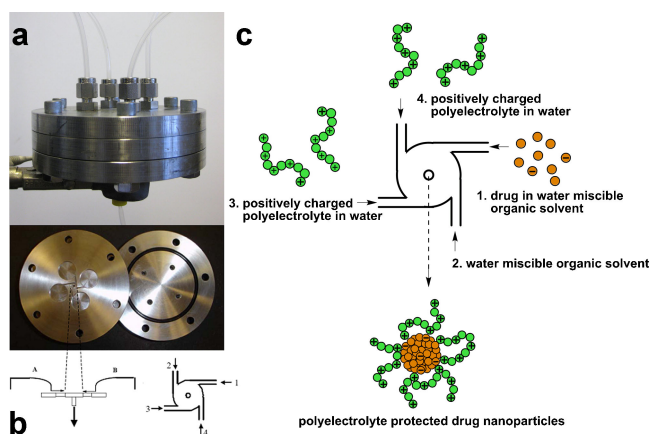 a
c
4. positively charged
polyelectrolyte in water
1. drug in water miscible
organic solvent
3. positively charged
polyelectrolyte in water
2. water miscible organic solvent
polyelectrolyte protected drug nanoparticles
b
A
B
2
1
3
4